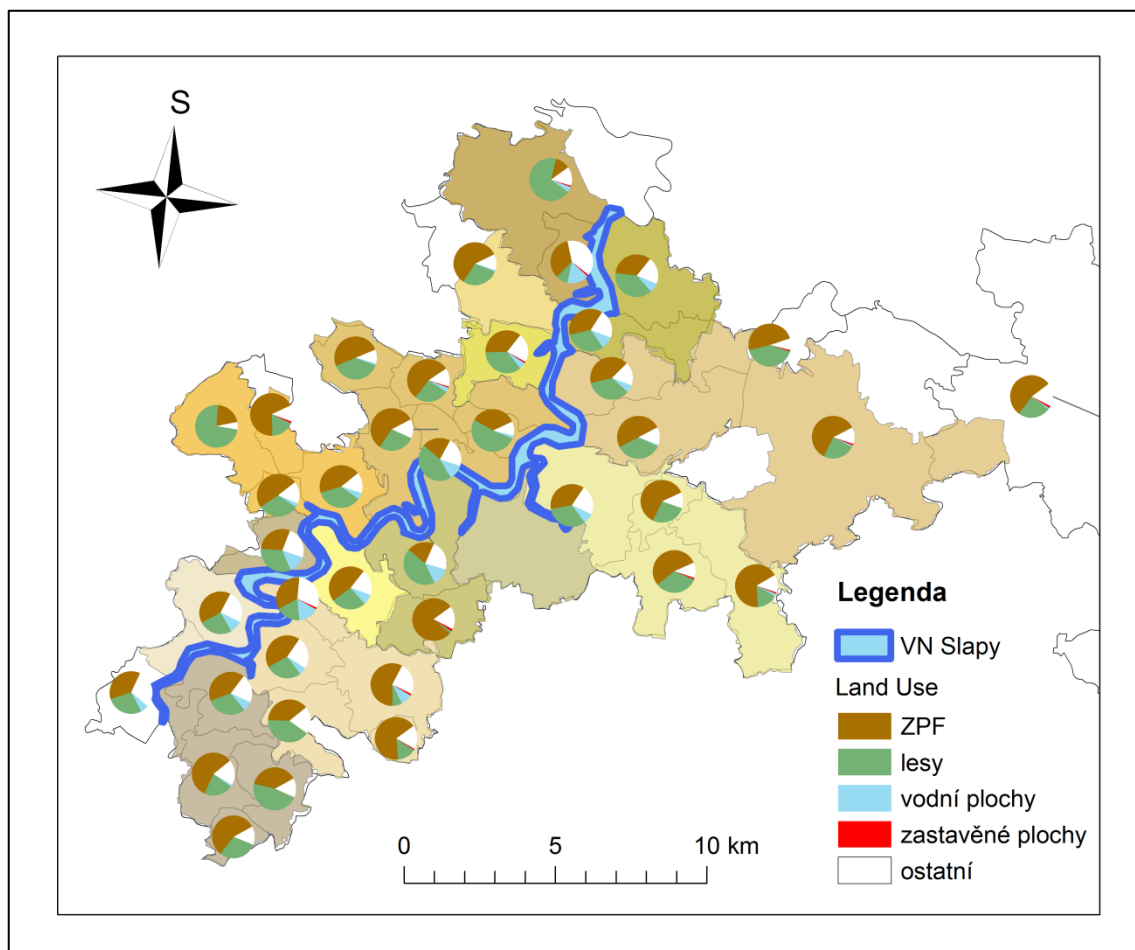 S
Legenda
VN Slapy
Land Use
ZPF
lesy
vodní plochy
zastavěné plochy
ostatní
0 5 10 km